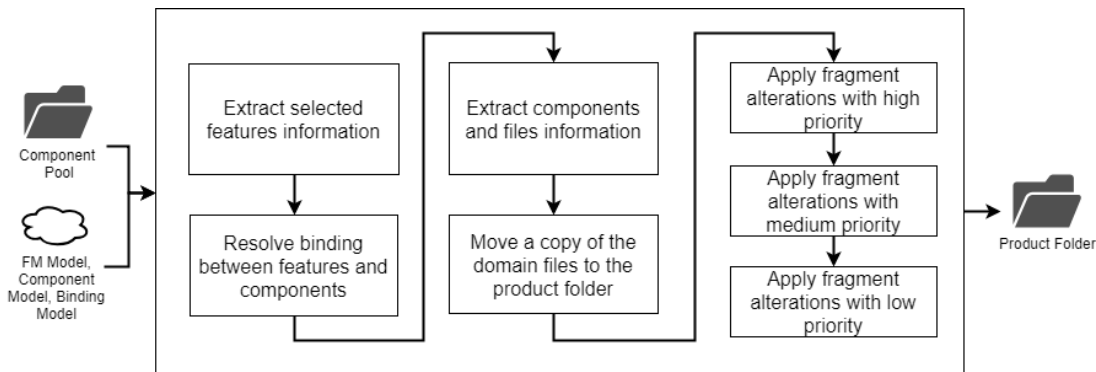 Component
Pool
FM Model,
Component
Model, Binding
Model
Extract selected
features information
Resolve binding
between features and
components
Extract components
and files information
Move a copy of the
domain files to the
product folder
Apply fragment
alterations with high
priority
Apply fragment
alterations with
medium priority
Apply fragment
alterations with low
priority
Product Folder